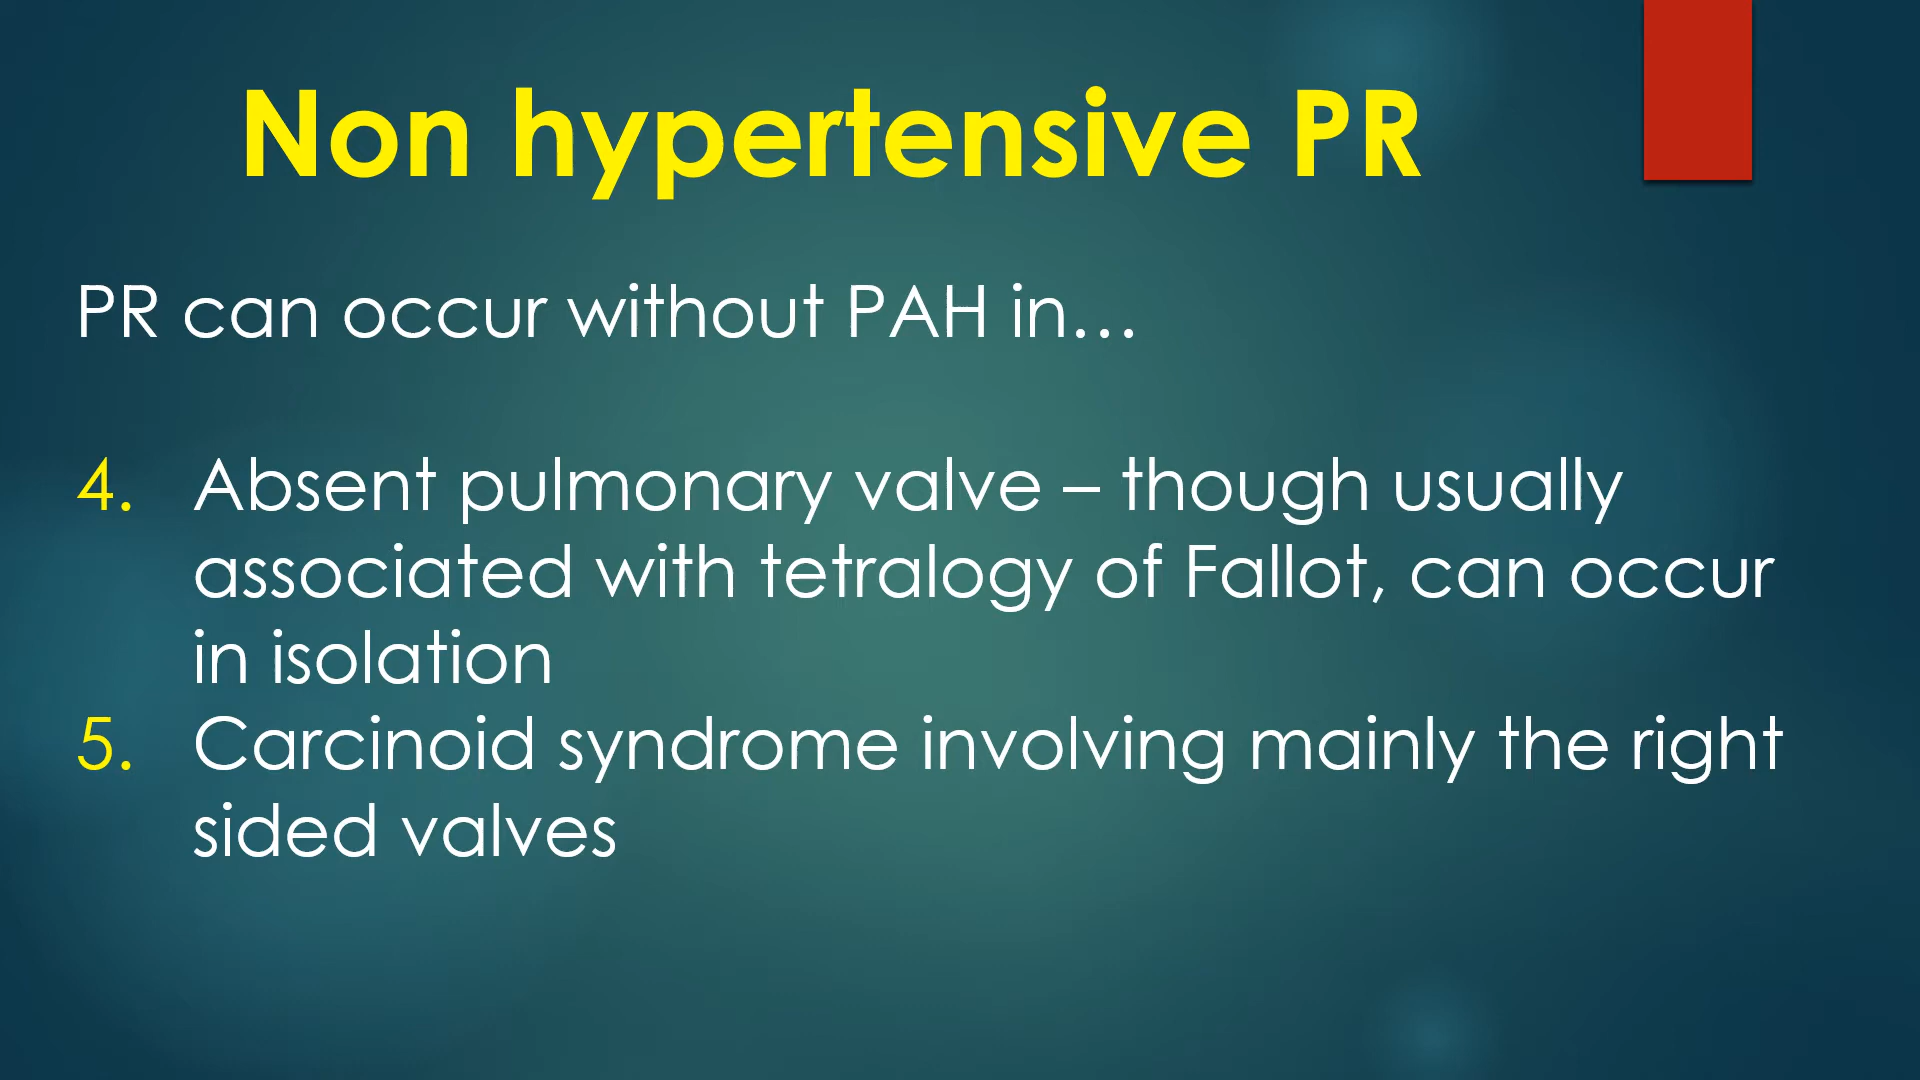 Non hypertensive PR
PR can occur without PAH in…
4. Absent pulmonary valve – though usually
associated with tetralogy of Fallot, can occur
in isolation
5. Carcinoid syndrome involving mainly the right
sided valves